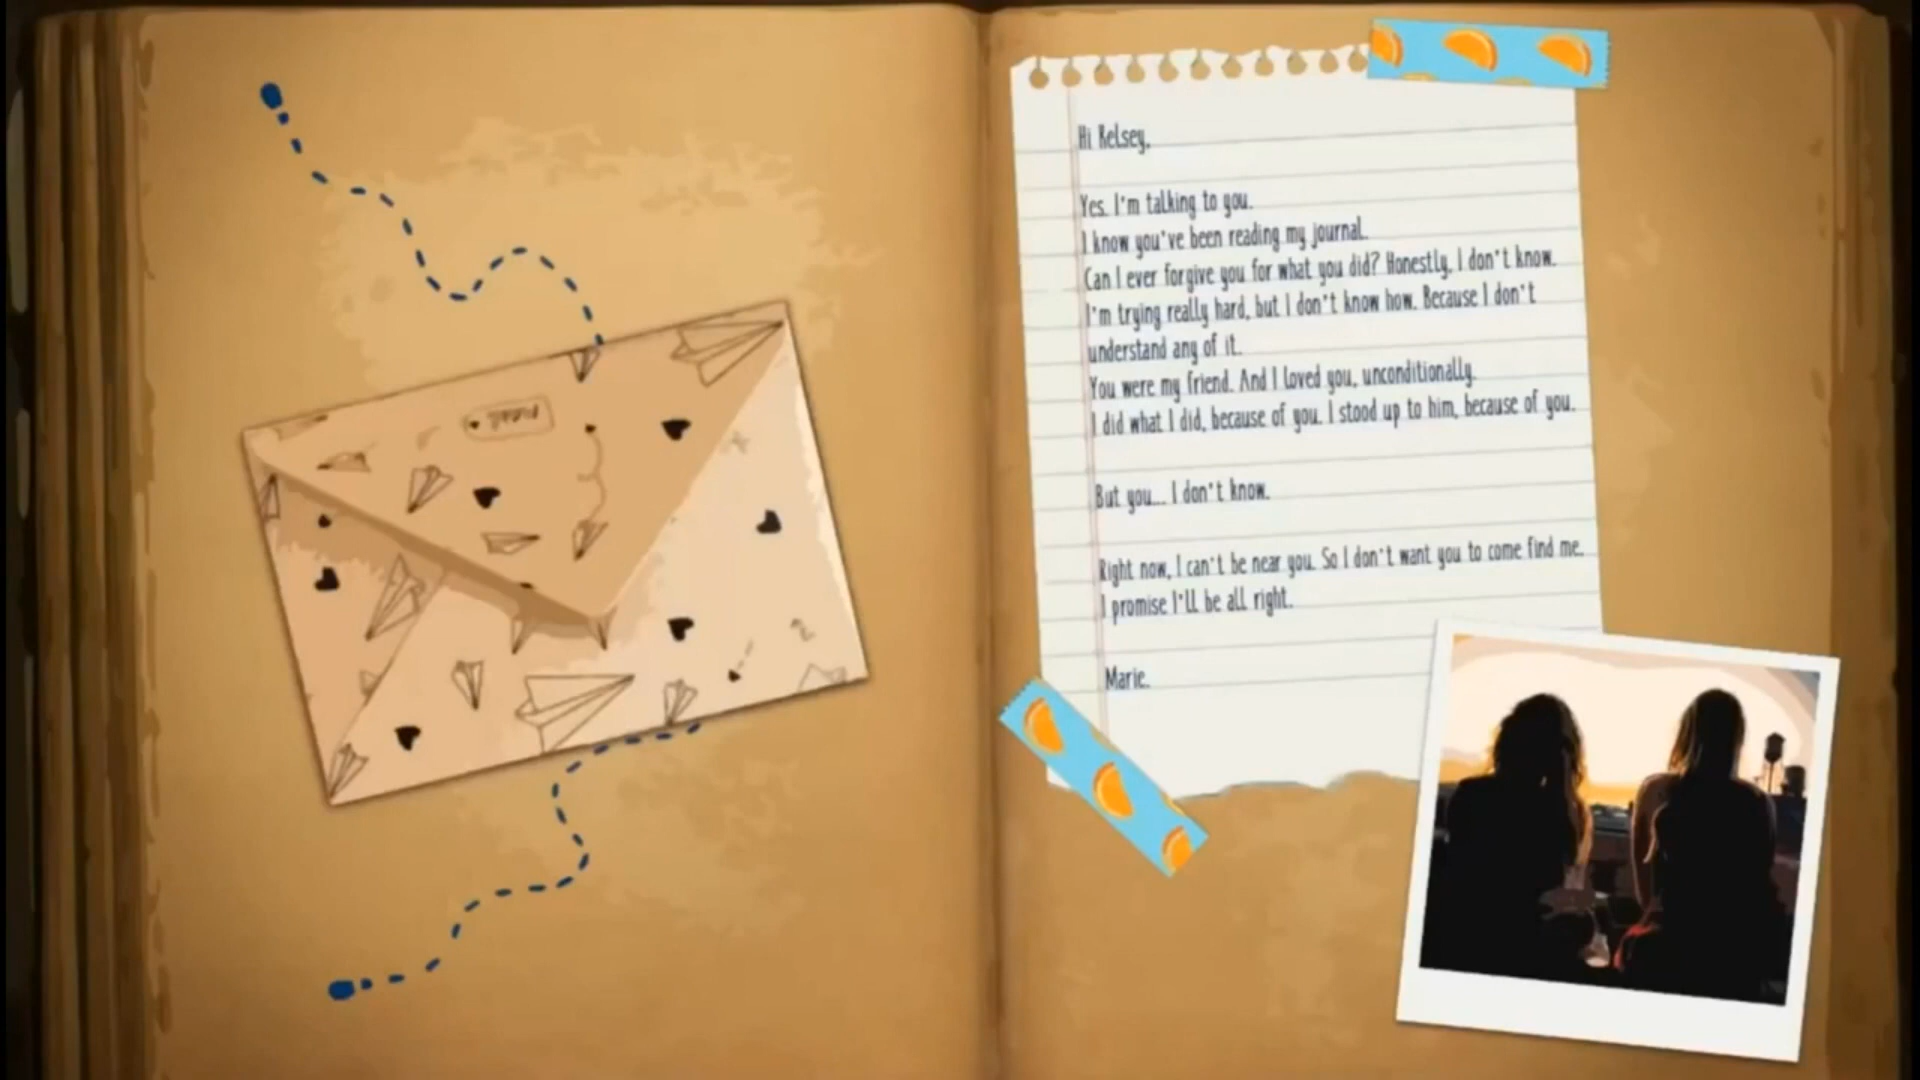 Hi Kelsey,
Yes. I'm talking to you.
I know you've been reading my journal.
Can I ever forgive you for what you did? Honestly, I don't know.
I'm trying really hard, but I don't know how. Because I don't
understand any of it.
You were my friend. And I loved you, unconditionally.
I did what I did, because of you. I stood up to him, because of you.
But you... I don't know.
Right now, I can't be near you. So I don't want you to come find me.
I promise I'll be all right.
Marie.